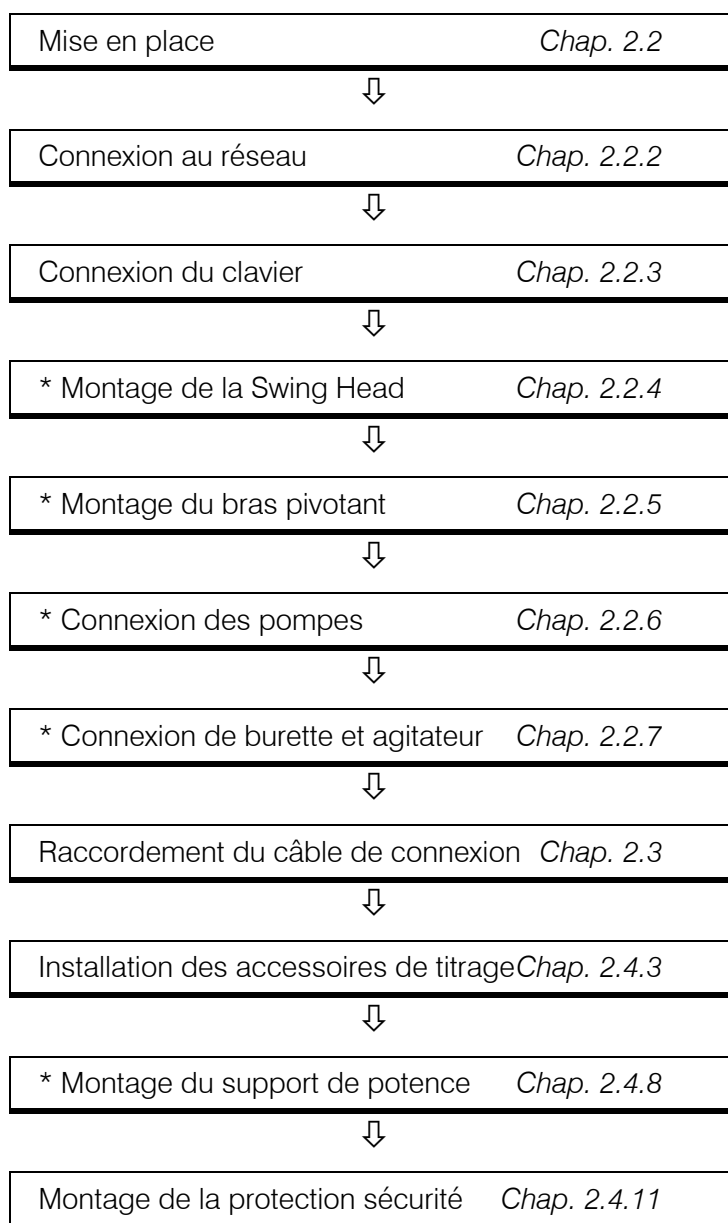 Mise en place Chap. 2.2
⇩
Connexion au réseau Chap. 2.2.2
⇩
Connexion du clavier Chap. 2.2.3
⇩
* Montage de la Swing Head Chap. 2.2.4
⇩
* Montage du bras pivotant Chap. 2.2.5
⇩
* Connexion des pompes Chap. 2.2.6
⇩
* Connexion de burette et agitateur Chap. 2.2.7
⇩
Raccordement du câble de connexion Chap. 2.3
⇩
Installation des accessoires de titrage Chap. 2.4.3
⇩
* Montage du support de potence Chap. 2.4.8
⇩
Montage de la protection sécurité Chap. 2.4.11